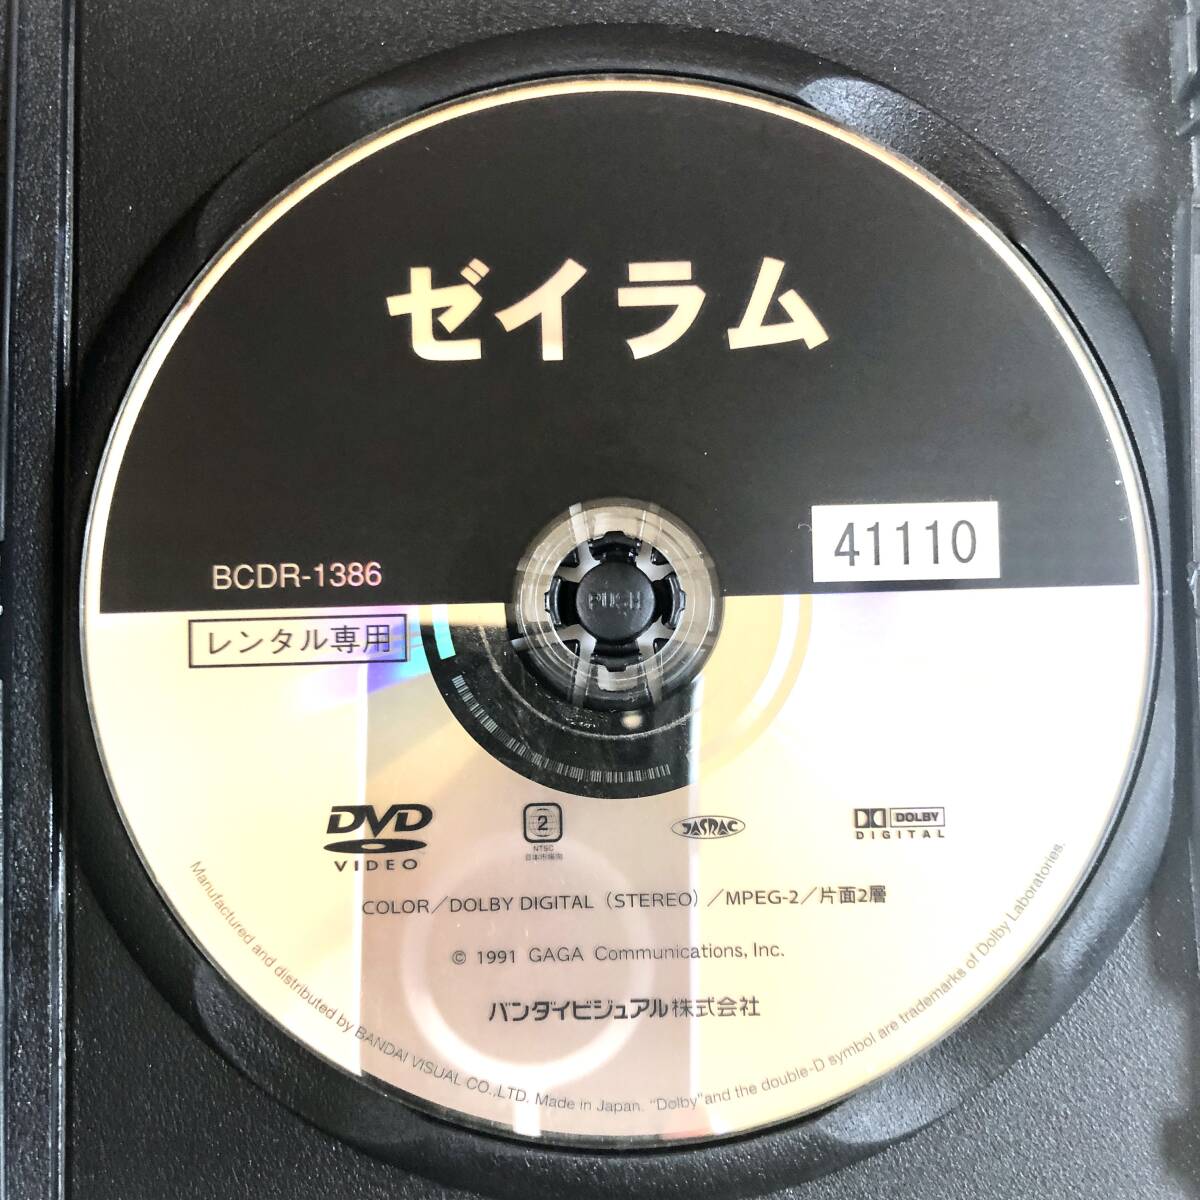 ゼイラム
41110
BCDR-1386
レンタル専用
PUSH
DVD
VIDEO
2
NTSC
日本市場向
JASRAC
DOLBY
DIGITAL
COLOR／DOLBY DIGITAL（STEREO）／MPEG-2／片面2層
© 1991 GAGA Communications, Inc.
バンダイビジュアル株式会社
Manufactured and distributed by BANDAI VISUAL CO.,LTD. Made in Japan. "Dolby" and the double-D symbol are trademarks of Dolby Laboratories.